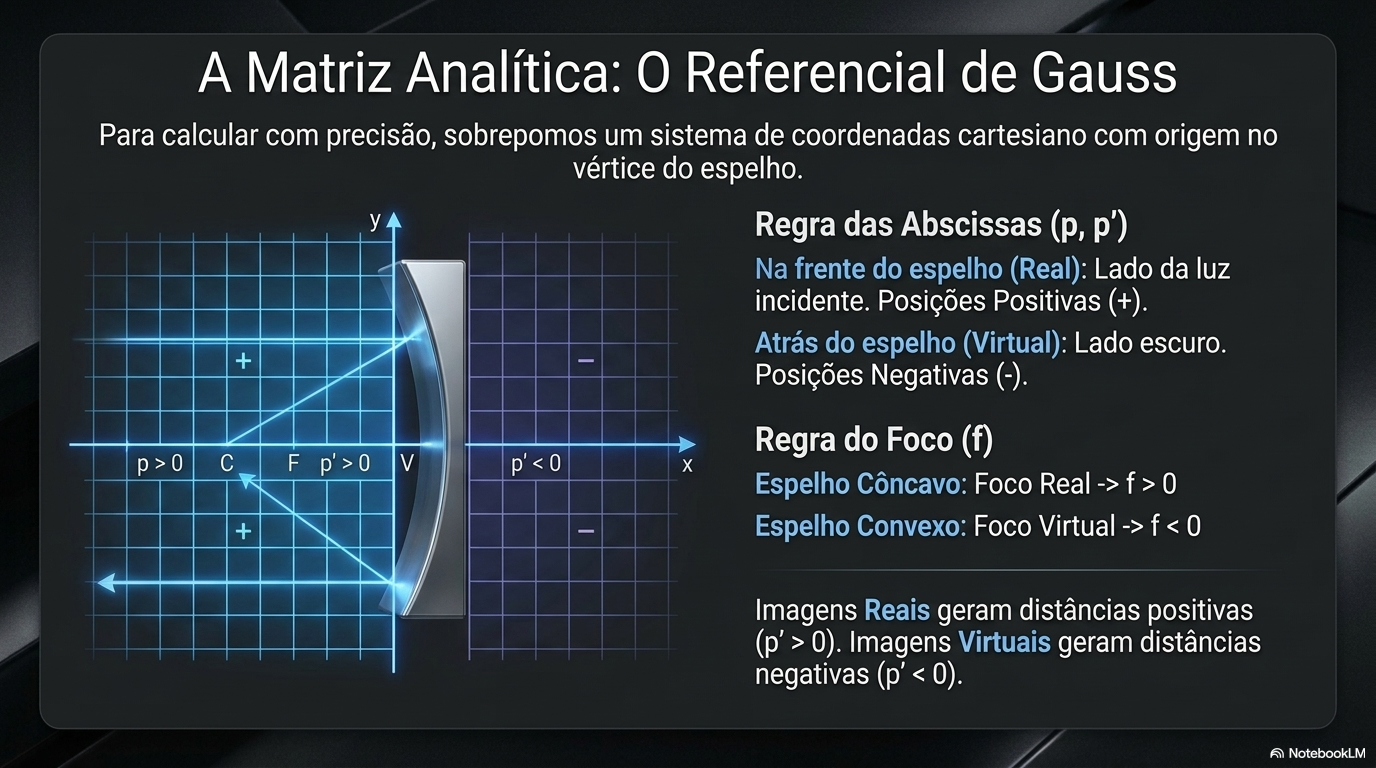 A Matriz Analítica: O Referencial de Gauss
Para calcular com precisão, sobrepomos um sistema de coordenadas cartesiano com origem no
vértice do espelho.
y
+
−
p > 0
C
F
p′ > 0
V
p′ < 0
x
+
−
Regra das Abscissas (p, p′)
Na frente do espelho (Real): Lado da luz
incidente. Posições Positivas (+).
Atrás do espelho (Virtual): Lado escuro.
Posições Negativas (-).
Regra do Foco (f)
Espelho Côncavo: Foco Real -> f > 0
Espelho Convexo: Foco Virtual -> f < 0
Imagens Reais geram distâncias positivas
(p′ > 0). Imagens Virtuais geram distâncias
negativas (p′ < 0).
NotebookLM